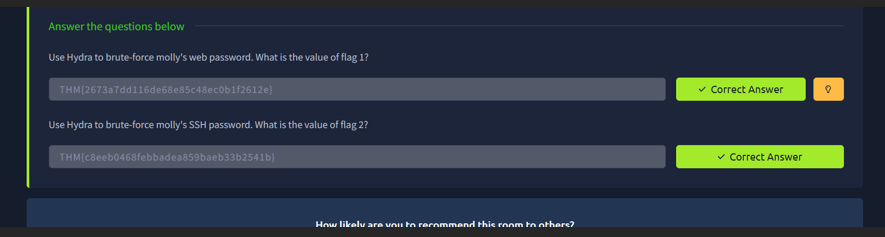 Answer the questions below
Use Hydra to brute-force molly's web password. What is the value of flag 1?
THM{2673a7dd116de68e85c48ec0b1f2612e}
✓ Correct Answer
Use Hydra to brute-force molly's SSH password. What is the value of flag 2?
THM{c8eeb0468febbadea859baeb33b2541b}
✓ Correct Answer
How likely are you to recommend this room to others?